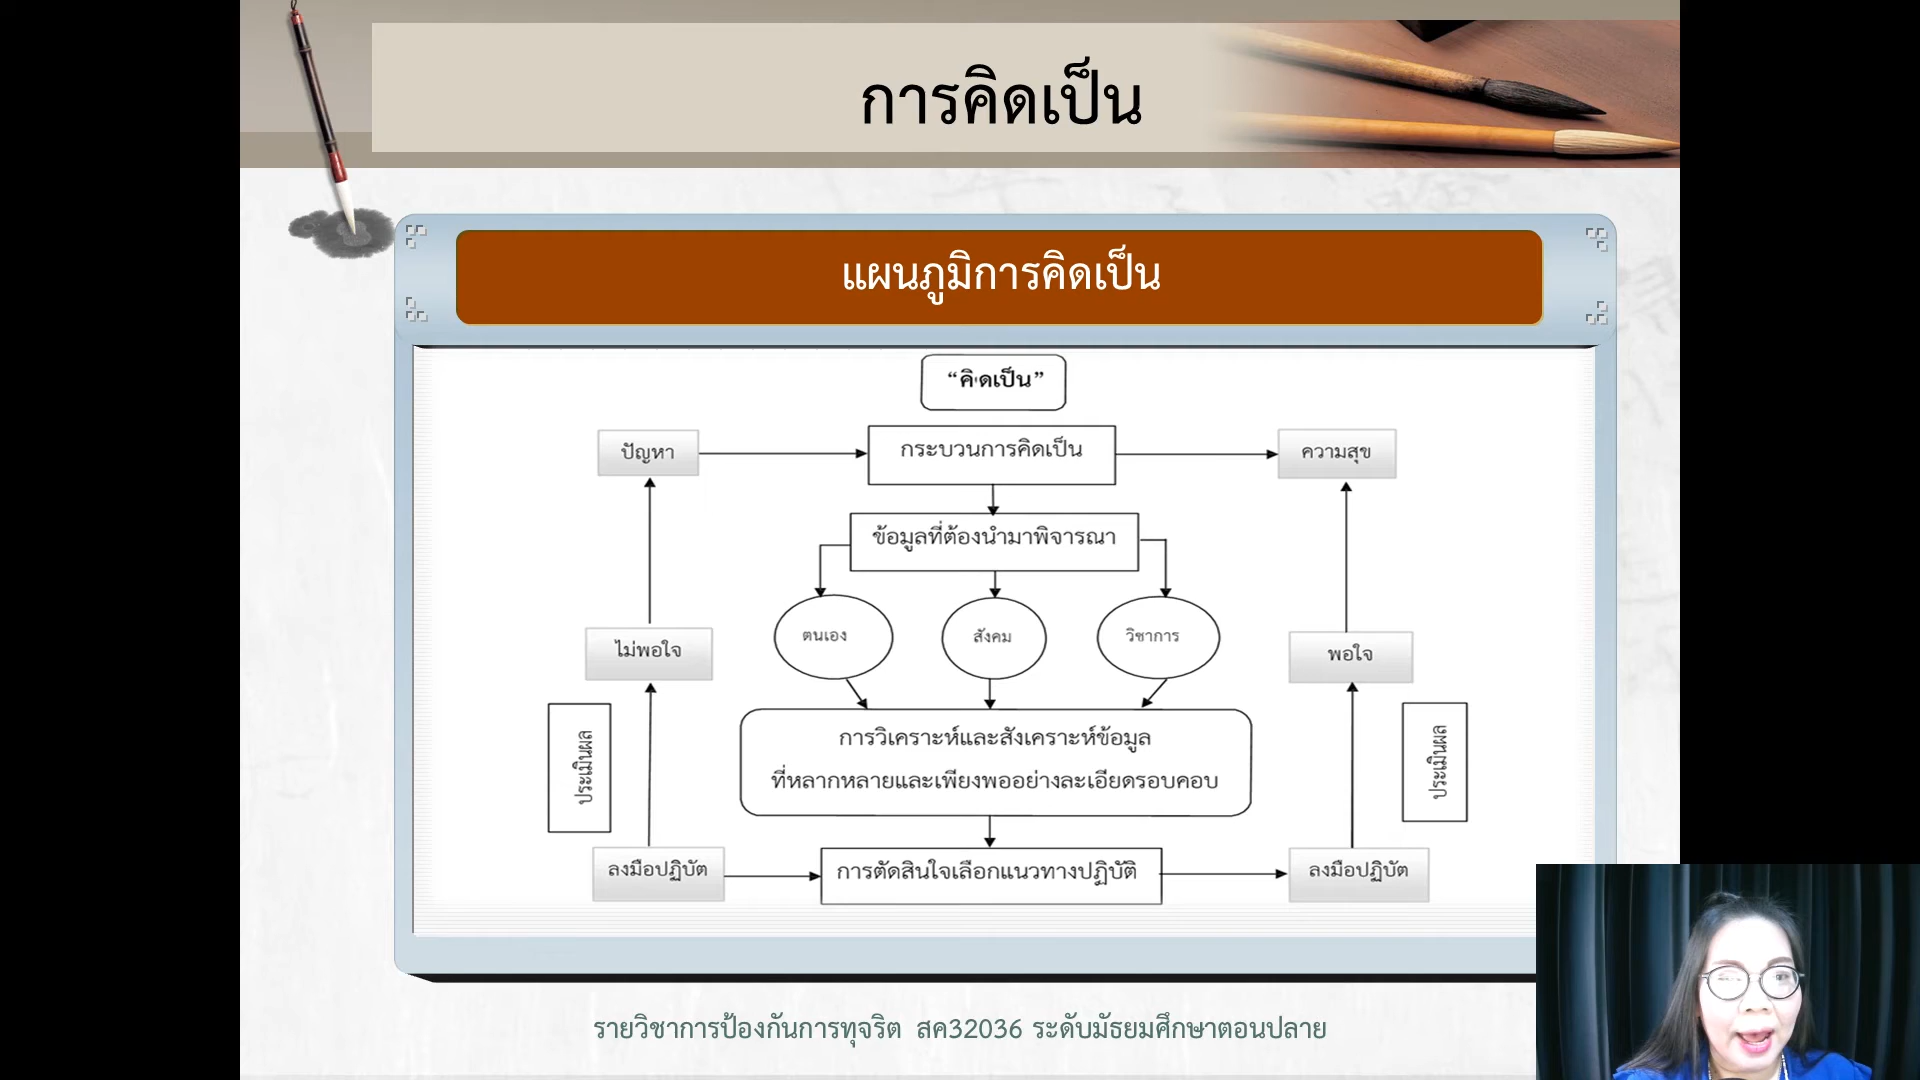 การคิดเป็น
แผนภูมิการคิดเป็น
“คิดเป็น”
ปัญหา
กระบวนการคิดเป็น
ความสุข
ข้อมูลที่ต้องนำมาพิจารณา
ตนเอง
สังคม
วิชาการ
ไม่พอใจ
พอใจ
การวิเคราะห์และสังเคราะห์ข้อมูล
ที่หลากหลายและเพียงพออย่างละเอียดรอบคอบ
ประเมินผล
ประเมินผล
ลงมือปฏิบัต
การตัดสินใจเลือกแนวทางปฏิบัติ
ลงมือปฏิบัต
รายวิชาการป้องกันการทุจริต สค32036 ระดับมัธยมศึกษาตอนปลาย